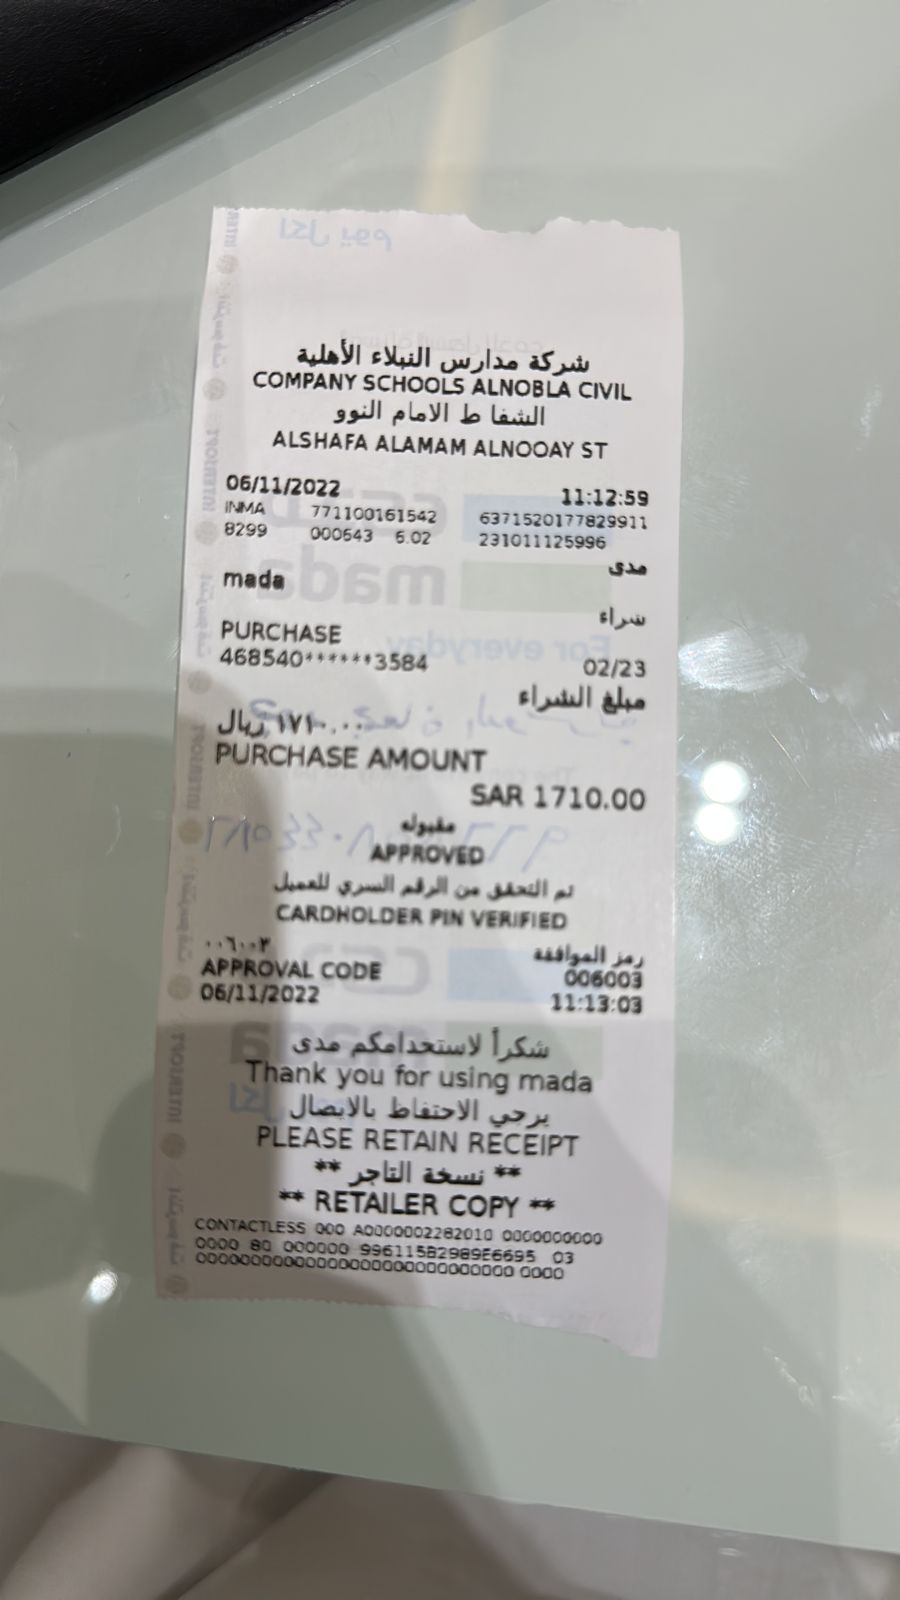 شركة مدارس النبلاء الأهلية
COMPANY SCHOOLS ALNOBLA CIVIL
الشفا ط الامام النوو
ALSHAFA ALAMAM ALNOOAY ST
06/11/2022 11:12:59
INMA 771100161542 6371520177829911
8299 000643 6.02 231011125996
مدى
mada
شراء
PURCHASE
468540******3584 02/23
مبلغ الشراء
١٧١٠.٠٠ ريال
PURCHASE AMOUNT
SAR 1710.00
مقبوله
APPROVED
تم التحقق من الرقم السري للعميل
CARDHOLDER PIN VERIFIED
رمز الموافقة ٠٠٦٠٠٣
APPROVAL CODE 006003
06/11/2022 11:13:03
شكراً لاستخدامكم مدى
Thank you for using mada
يرجي الاحتفاظ بالايصال
PLEASE RETAIN RECEIPT
** نسخة التاجر **
** RETAILER COPY **
CONTACTLESS 000 A0000002282010 0000000000
0000 80 000000 996115B2989E6695 03